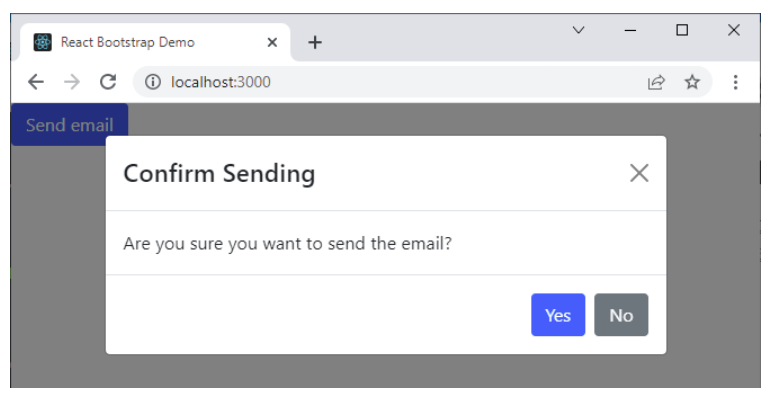 React Bootstrap Demo
localhost:3000
Send email
Confirm Sending
Are you sure you want to send the email?
Yes No